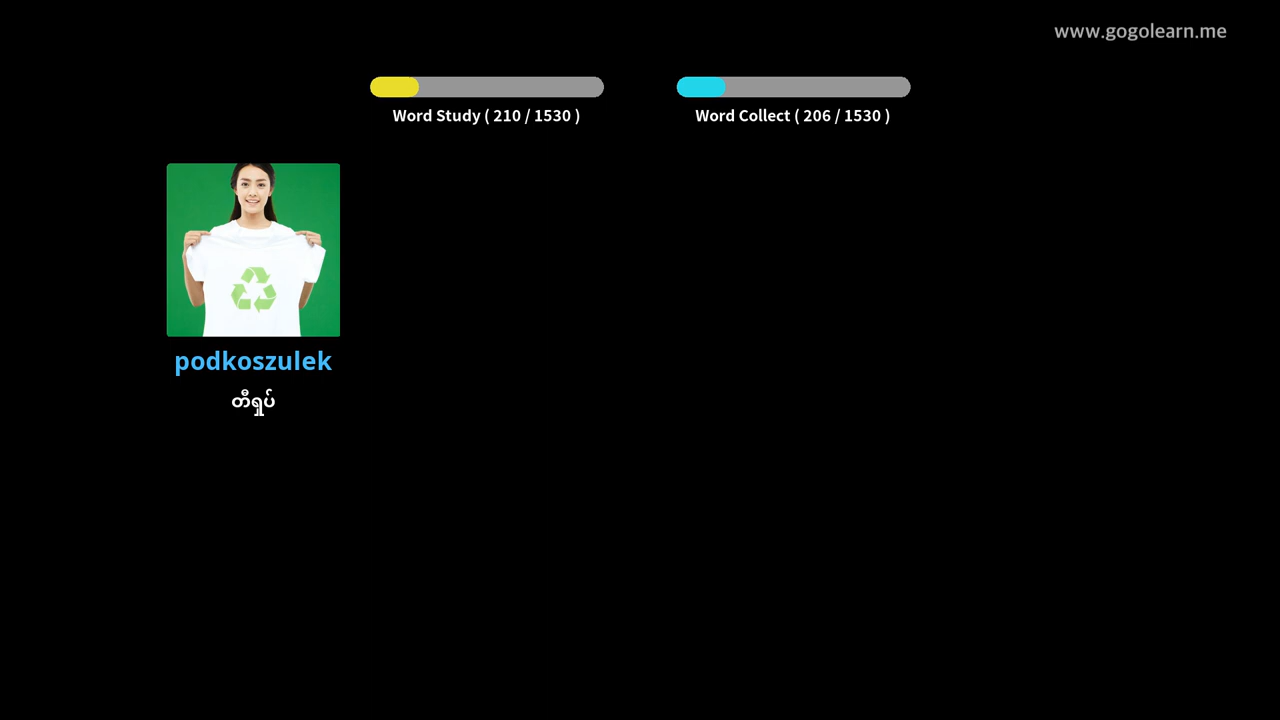 www.gogolearn.me
Word Study ( 210 / 1530 )
Word Collect ( 206 / 1530 )
podkoszulek
တီရှပ်